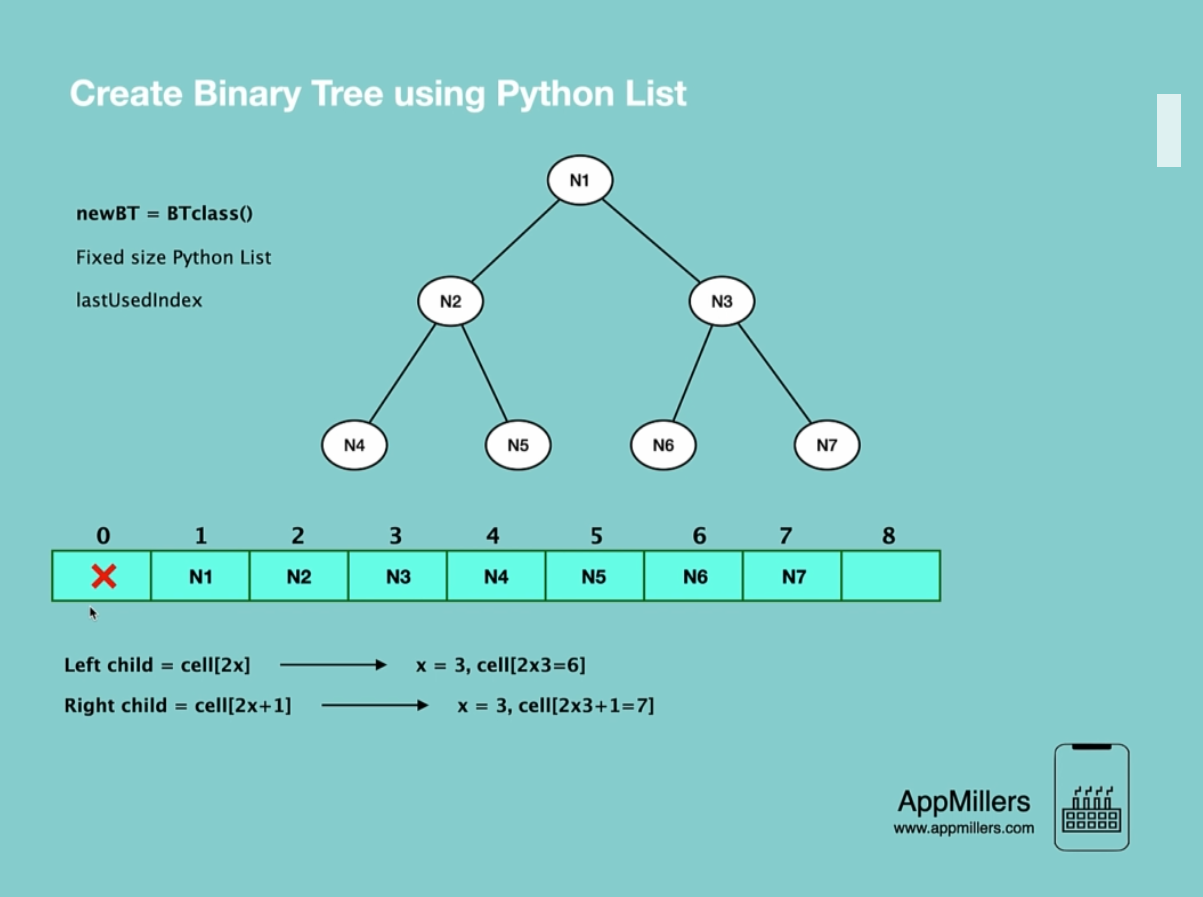 Create Binary Tree using Python List
N1
newBT = BTclass()
Fixed size Python List
lastUsedIndex
N2 N3
N4 N5 N6 N7
0 1 2 3 4 5 6 7 8
N1 N2 N3 N4 N5 N6 N7
Left child = cell[2x] x = 3, cell[2x3=6]
Right child = cell[2x+1] x = 3, cell[2x3+1=7]
AppMillers
www.appmillers.com